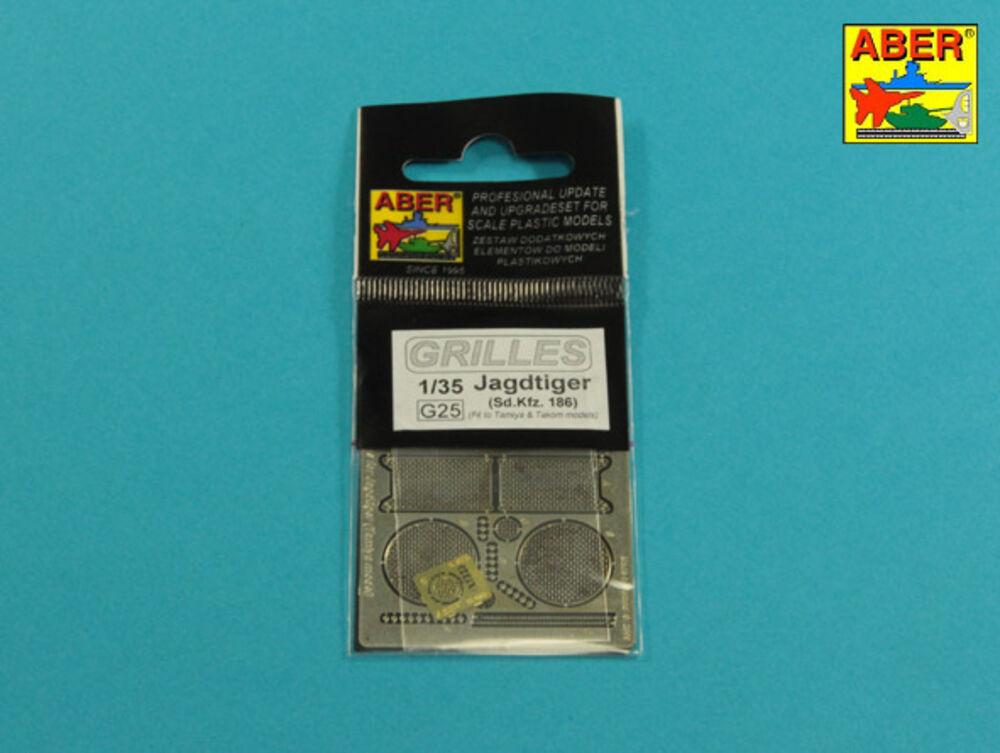 ABER®
ABER®
PROFESIONAL UPDATE
AND UPGRADESET FOR
SCALE PLASTIC MODELS
ZESTAW DODATKOWYCH
ELEMENTÓW DO MODELI
PLASTIKOWYCH
SINCE 1995
GRILLES
1/35 Jagdtiger
(Sd.Kfz. 186)
G25 (Fit to Tamiya & Takom models)